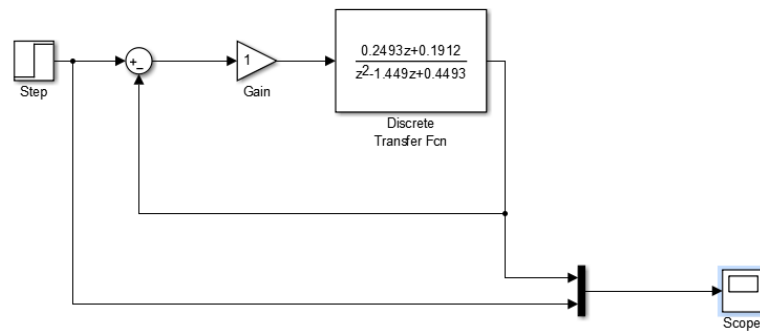 Step
+
−
1
Gain
0.2493z+0.1912
z²-1.449z+0.4493
Discrete
Transfer Fcn
Scope